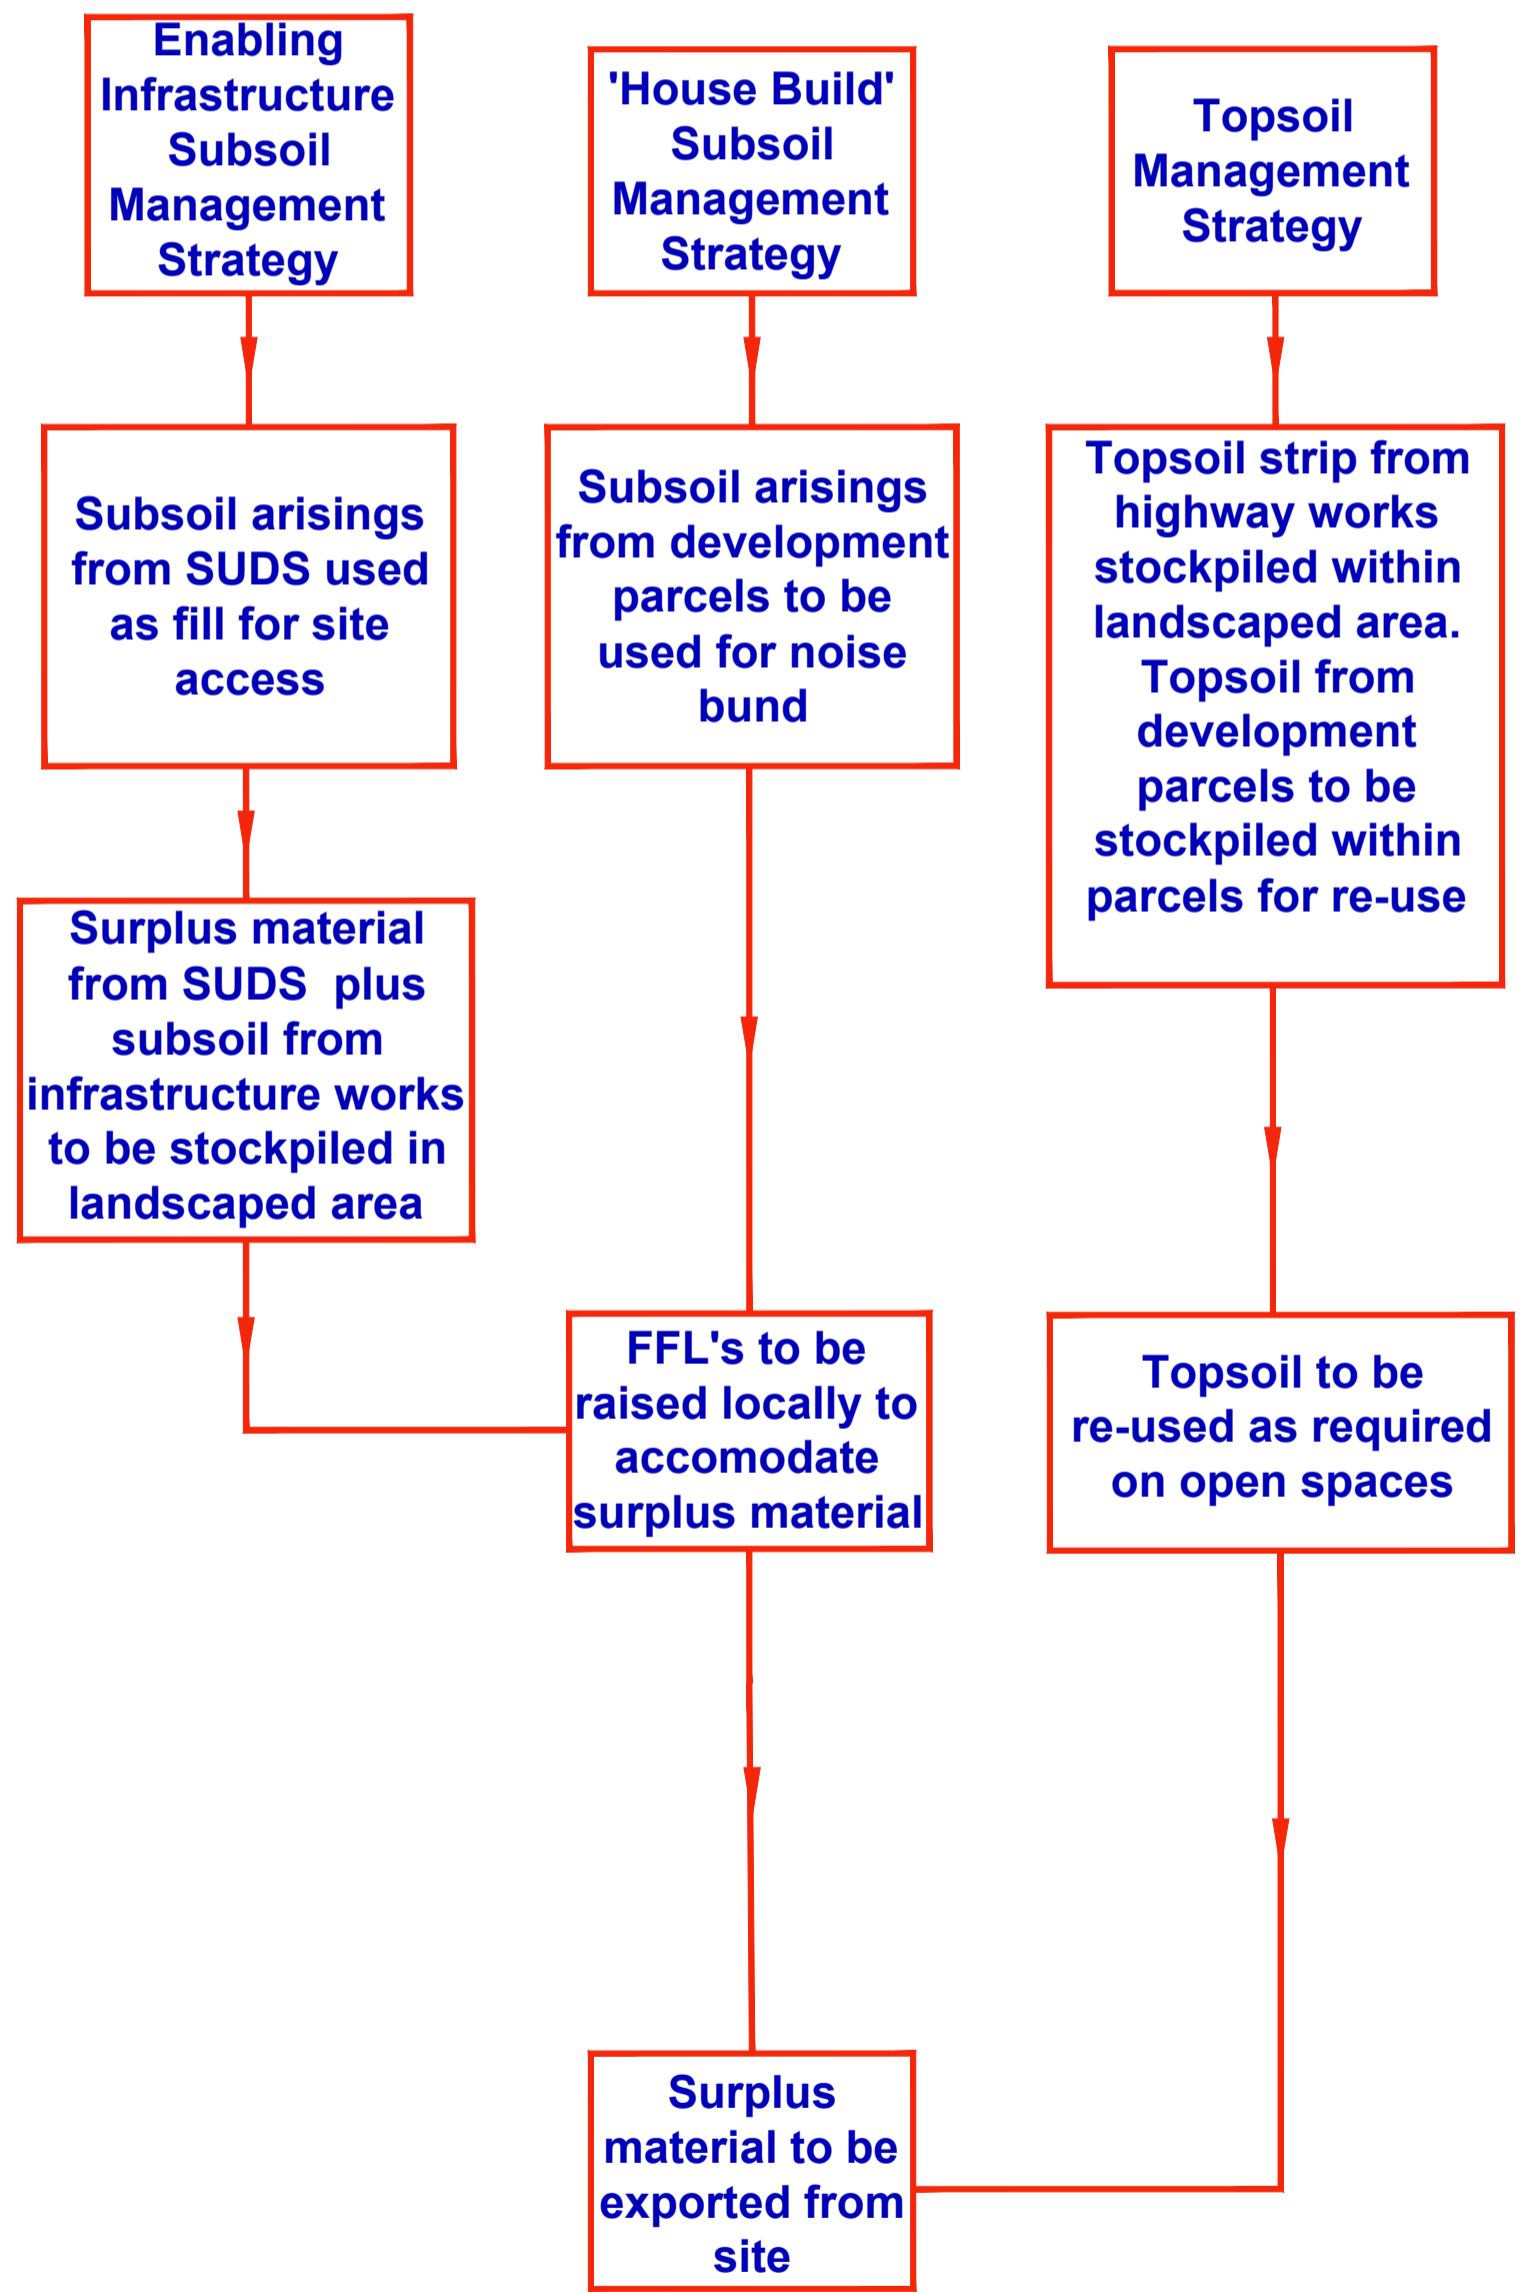 Enabling
Infrastructure
Subsoil
Management
Strategy
'House Build'
Subsoil
Management
Strategy
Topsoil
Management
Strategy
Subsoil arisings
from SUDS used
as fill for site
access
Subsoil arisings
from development
parcels to be
used for noise
bund
Topsoil strip from
highway works
stockpiled within
landscaped area.
Topsoil from
development
parcels to be
stockpiled within
parcels for re-use
Surplus material
from SUDS  plus
subsoil from
infrastructure works
to be stockpiled in
landscaped area
FFL's to be
raised locally to
accomodate
surplus material
Topsoil to be
re-used as required
on open spaces
Surplus
material to be
exported from
site